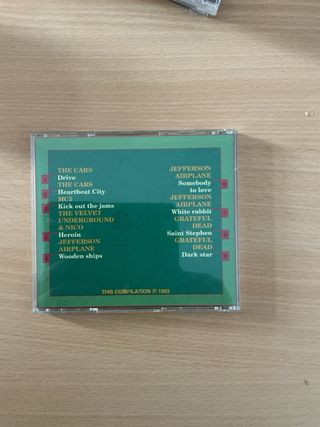 THE CARS
Drive
THE CARS
Heartbeat City
MC5
Kick out the jams
THE VELVET
UNDERGROUND
& NICO
Heroin
JEFFERSON
AIRPLANE
Wooden ships
JEFFERSON
AIRPLANE
Somebody
to love
JEFFERSON
AIRPLANE
White rabbit
GRATEFUL
DEAD
Saint Stephen
GRATEFUL
DEAD
Dark star
THIS COMPILATION ℗ 1993